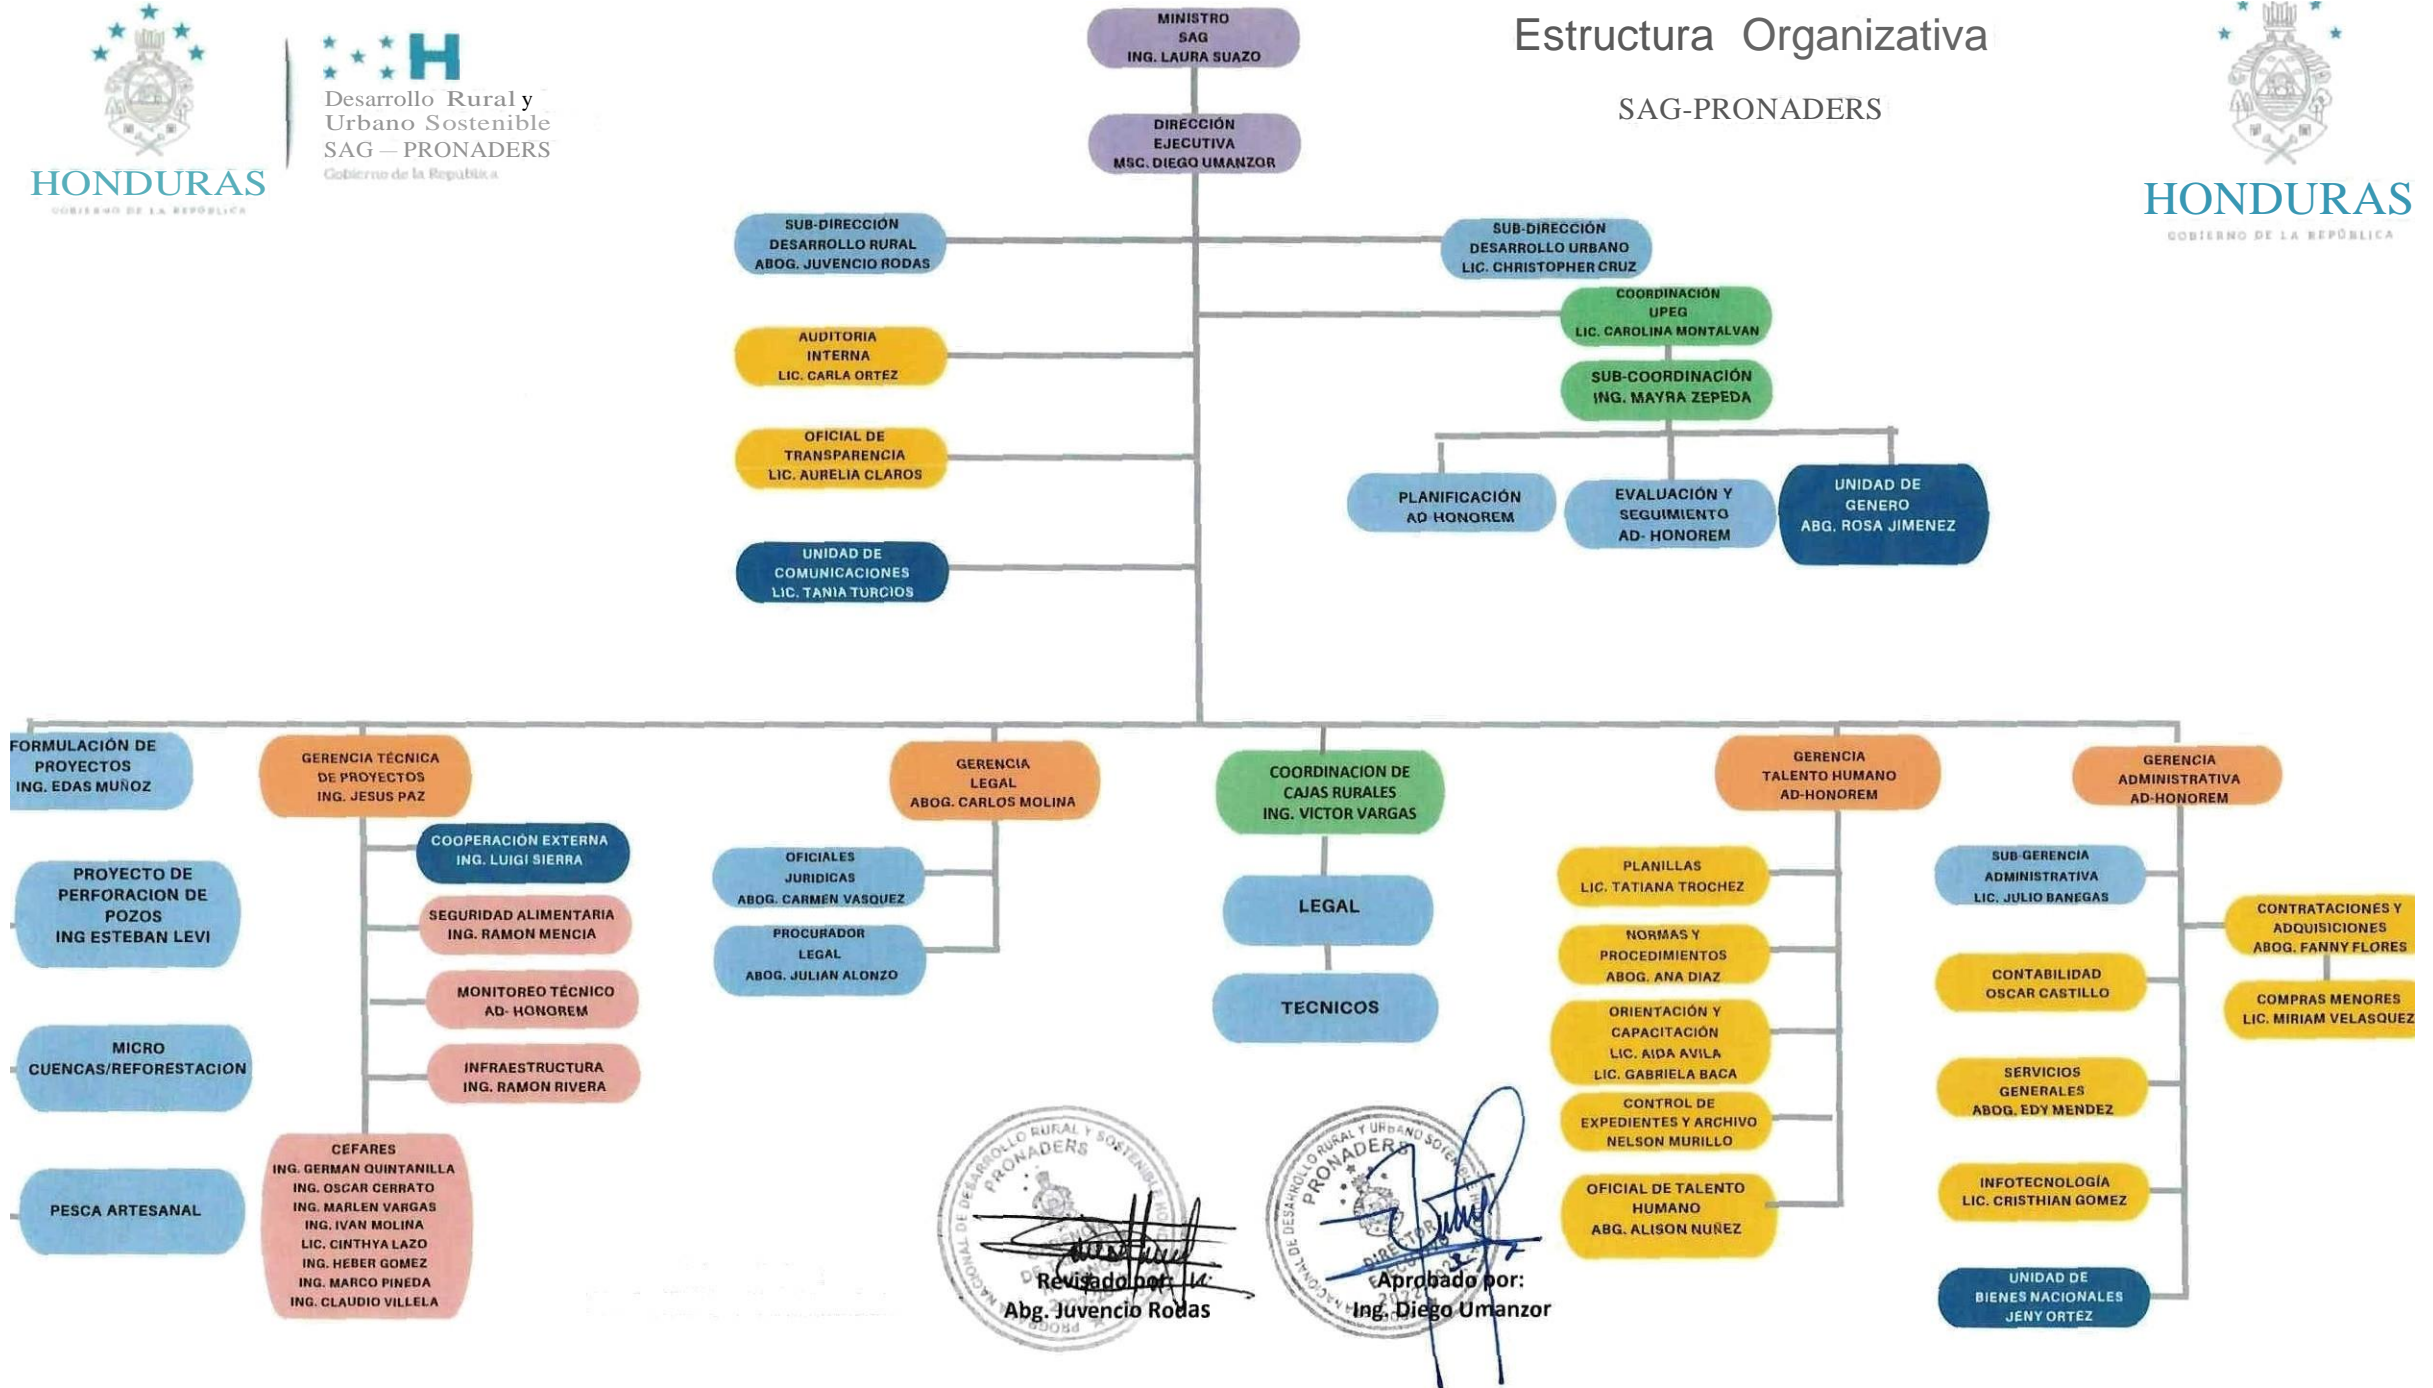 MINISTRO
SAG
ING. LAURA SUAZO
Estructura Organizativa
SAG-PRONADERS
Desarrollo Rural y
Urbano Sostenible
SAG — PRONADERS
Gobierno de la República
HONDURAS
GOBIERNO DE LA REPÚBLICA
HONDURAS
GOBIERNO DE LA REPÚBLICA
DIRECCIÓN
EJECUTIVA
MSC. DIEGO UMANZOR
SUB-DIRECCIÓN
DESARROLLO RURAL
ABOG. JUVENCIO RODAS
SUB-DIRECCIÓN
DESARROLLO URBANO
LIC. CHRISTOPHER CRUZ
COORDINACIÓN
UPEG
LIC. CAROLINA MONTALVAN
AUDITORIA
INTERNA
LIC. CARLA ORTEZ
SUB-COORDINACIÓN
ING. MAYRA ZEPEDA
OFICIAL DE
TRANSPARENCIA
LIC. AURELIA CLAROS
PLANIFICACIÓN
AD HONOREM
EVALUACIÓN Y
SEGUIMIENTO
AD- HONOREM
UNIDAD DE
GENERO
ABG. ROSA JIMENEZ
UNIDAD DE
COMUNICACIONES
LIC. TANIA TURCIOS
FORMULACIÓN DE
PROYECTOS
ING. EDAS MUÑOZ
PROYECTO DE
PERFORACION DE
POZOS
ING ESTEBAN LEVI
MICRO
CUENCAS/REFORESTACION
PESCA ARTESANAL
GERENCIA TÉCNICA
DE PROYECTOS
ING. JESUS PAZ
COOPERACIÓN EXTERNA
ING. LUIGI SIERRA
SEGURIDAD ALIMENTARIA
ING. RAMON MENCIA
MONITOREO TÉCNICO
AD- HONOREM
INFRAESTRUCTURA
ING. RAMON RIVERA
CEFARES
ING. GERMAN QUINTANILLA
ING. OSCAR CERRATO
ING. MARLEN VARGAS
ING. IVAN MOLINA
LIC. CINTHYA LAZO
ING. HEBER GOMEZ
ING. MARCO PINEDA
ING. CLAUDIO VILLELA
GERENCIA
LEGAL
ABOG. CARLOS MOLINA
OFICIALES
JURIDICAS
ABOG. CARMEN VASQUEZ
PROCURADOR
LEGAL
ABOG. JULIAN ALONZO
COORDINACION DE
CAJAS RURALES
ING. VICTOR VARGAS
LEGAL
TECNICOS
GERENCIA
TALENTO HUMANO
AD-HONOREM
PLANILLAS
LIC. TATIANA TROCHEZ
NORMAS Y
PROCEDIMIENTOS
ABOG. ANA DIAZ
ORIENTACIÓN Y
CAPACITACIÓN
LIC. AIDA AVILA
LIC. GABRIELA BACA
CONTROL DE
EXPEDIENTES Y ARCHIVO
NELSON MURILLO
OFICIAL DE TALENTO
HUMANO
ABG. ALISON NUÑEZ
GERENCIA
ADMINISTRATIVA
AD-HONOREM
SUB-GERENCIA
ADMINISTRATIVA
LIC. JULIO BANEGAS
CONTRATACIONES Y
ADQUISICIONES
ABOG. FANNY FLORES
CONTABILIDAD
OSCAR CASTILLO
COMPRAS MENORES
LIC. MIRIAM VELASQUEZ
SERVICIOS
GENERALES
ABOG. EDY MENDEZ
INFOTECNOLOGÍA
LIC. CRISTHIAN GOMEZ
UNIDAD DE
BIENES NACIONALES
JENY ORTEZ
PRONADERS
Revisado por:
Abg. Juvencio Rodas
PRONADERS
DIRECTOR
Aprobado por:
Ing. Diego Umanzor